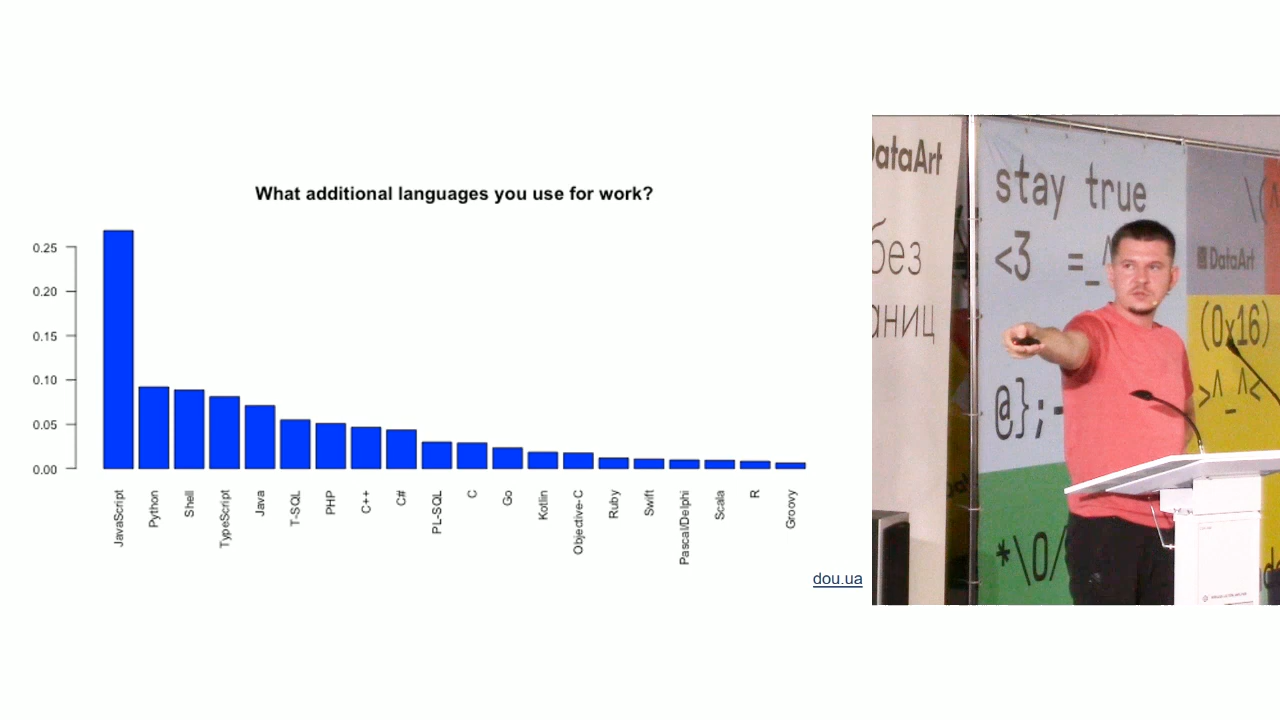 What additional languages you use for work?
0.25
0.20
0.15
0.10
0.05
0.00
JavaScript
Python
Shell
TypeScript
Java
T-SQL
PHP
C++
C#
PL-SQL
C
Go
Kotlin
Objective-C
Ruby
Swift
Pascal/Delphi
Scala
R
Groovy
dou.ua
DataArt
без
аниц
stay true
<3 =_^
DataArt
(0x16)
>^_^<
@};-
*\O/